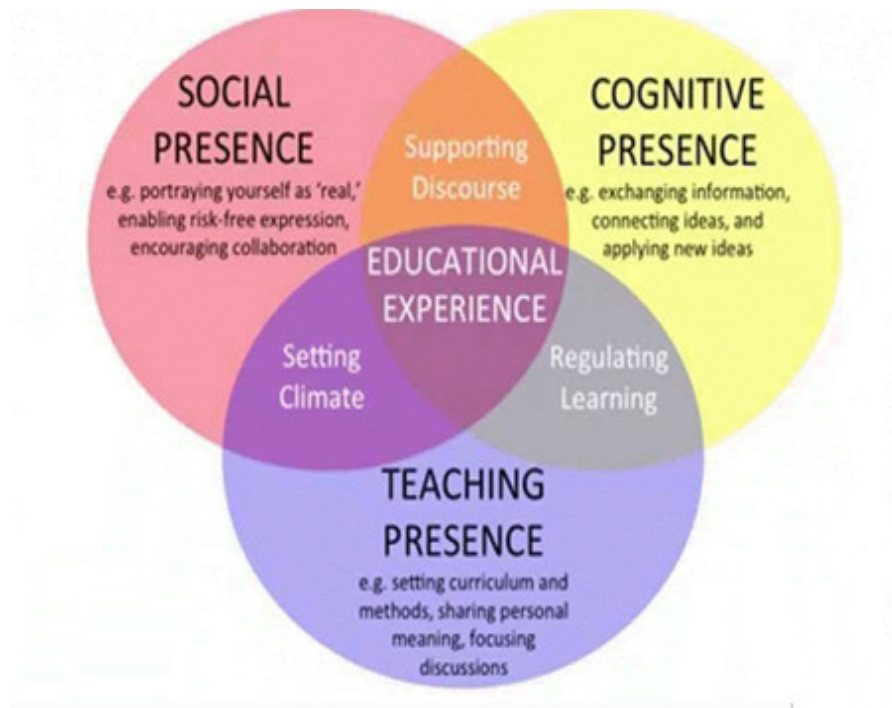 SOCIAL
PRESENCE
e.g. portraying yourself as 'real,'
enabling risk-free expression,
encouraging collaboration
COGNITIVE
PRESENCE
e.g. exchanging information,
connecting ideas, and
applying new ideas
Supporting
Discourse
EDUCATIONAL
EXPERIENCE
Setting
Climate
Regulating
Learning
TEACHING
PRESENCE
e.g. setting curriculum and
methods, sharing personal
meaning, focusing
discussions